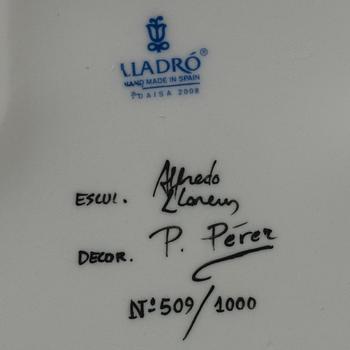 LLADRÓ®
HAND MADE IN SPAIN
© DAISA 2008
ESCUL. Alfredo
Llorens
DECOR. P. Pérez
Nº 509/1000